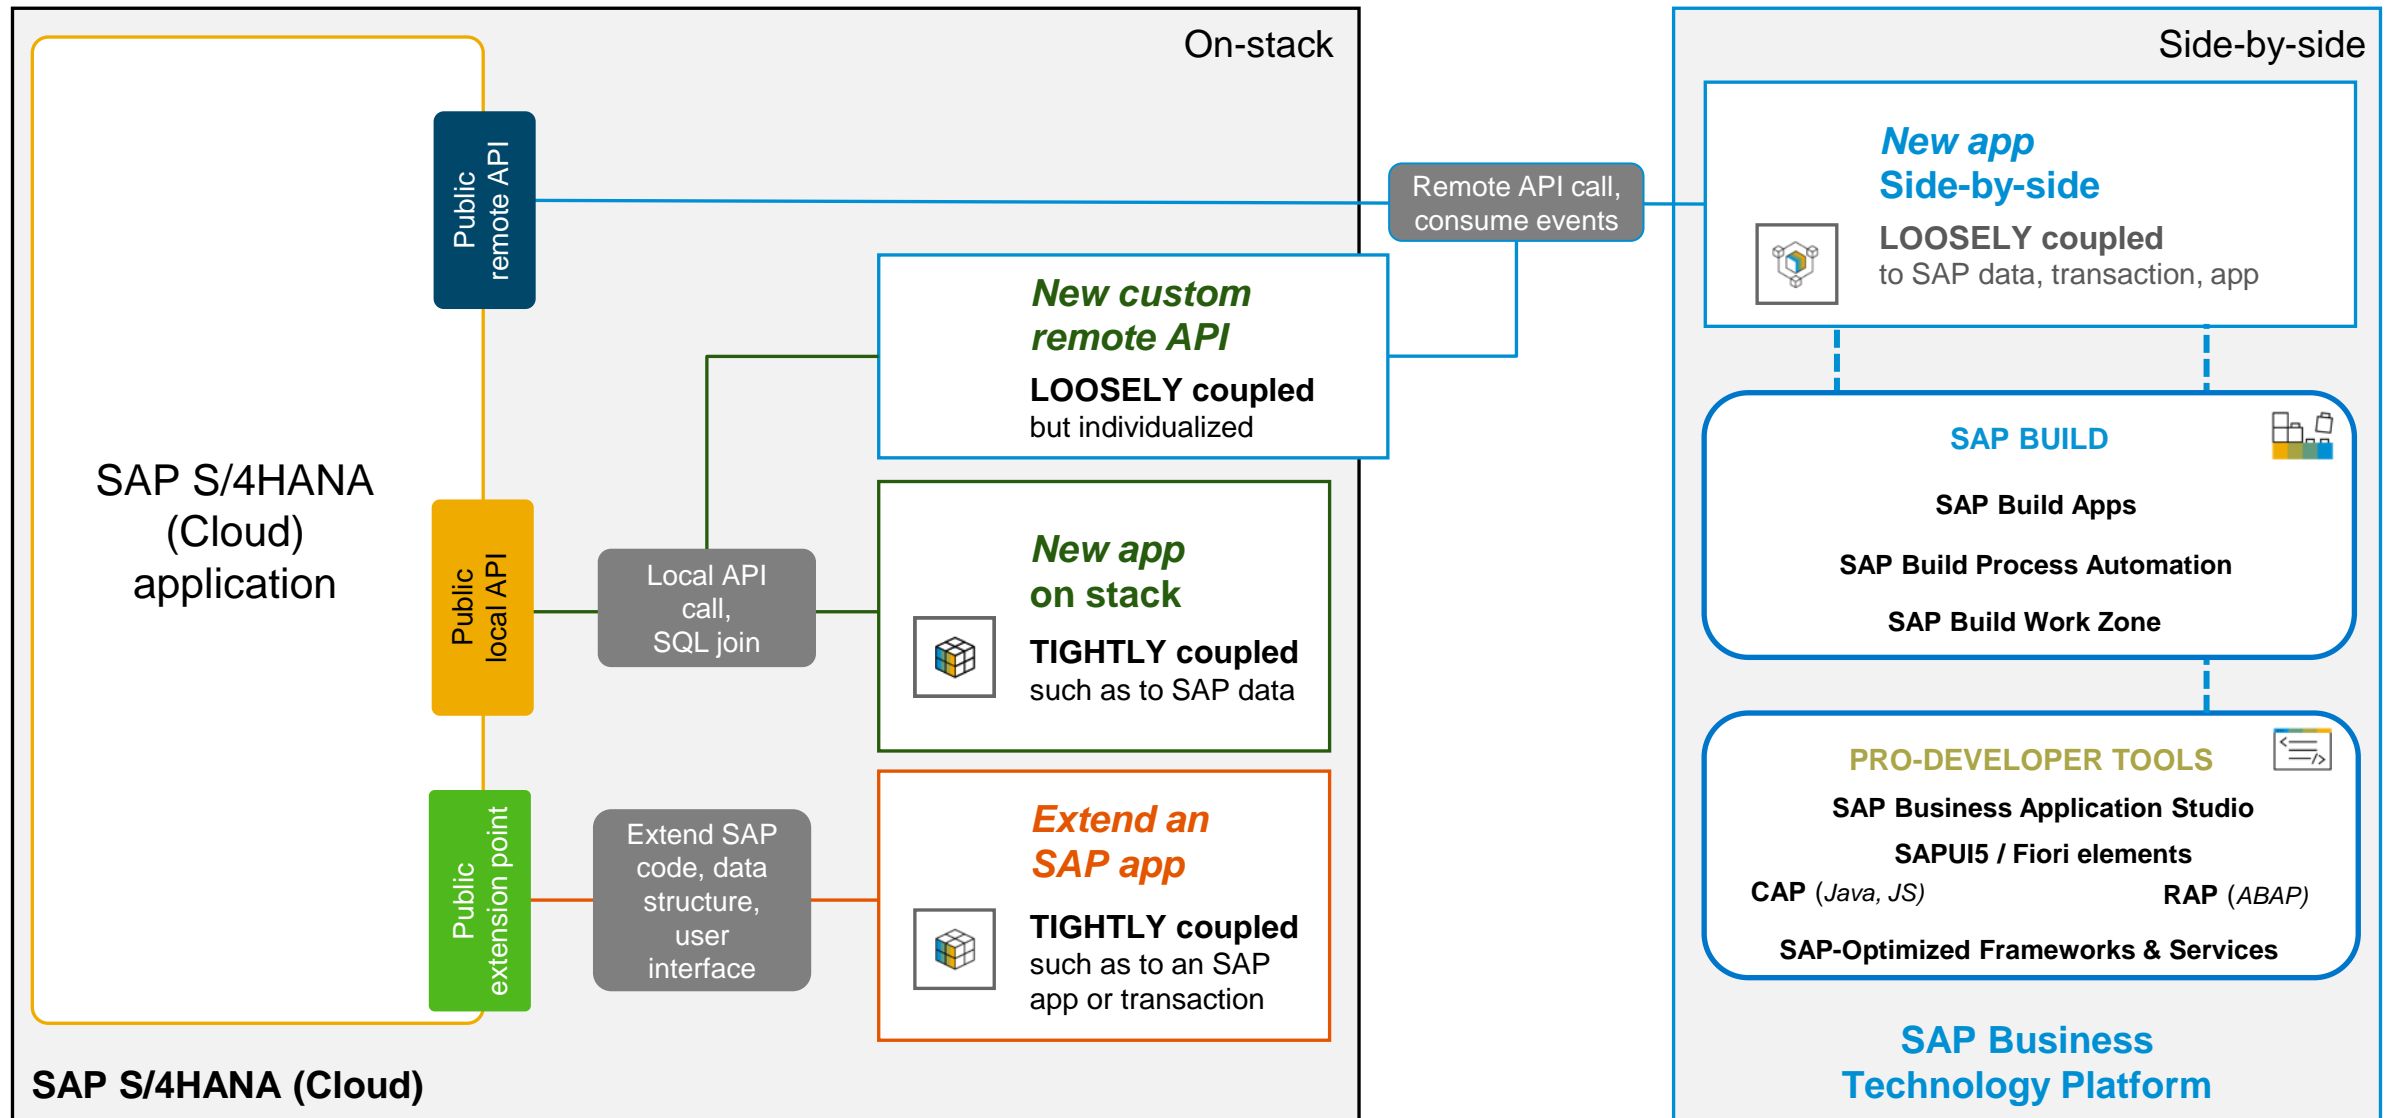 On-stack
Side-by-side
SAP S/4HANA
(Cloud)
application
Public
remote API
Public
local API
Public
extension point
Remote API call,
consume events
Local API
call,
SQL join
Extend SAP
code, data
structure,
user
interface
New custom
remote API
LOOSELY coupled
but individualized
New app
on stack
TIGHTLY coupled
such as to SAP data
Extend an
SAP app
TIGHTLY coupled
such as to an SAP
app or transaction
SAP S/4HANA (Cloud)
New app
Side-by-side
LOOSELY coupled
to SAP data, transaction, app
SAP BUILD
SAP Build Apps
SAP Build Process Automation
SAP Build Work Zone
PRO-DEVELOPER TOOLS
SAP Business Application Studio
SAPUI5 / Fiori elements
CAP (Java, JS)
RAP (ABAP)
SAP-Optimized Frameworks & Services
SAP Business
Technology Platform